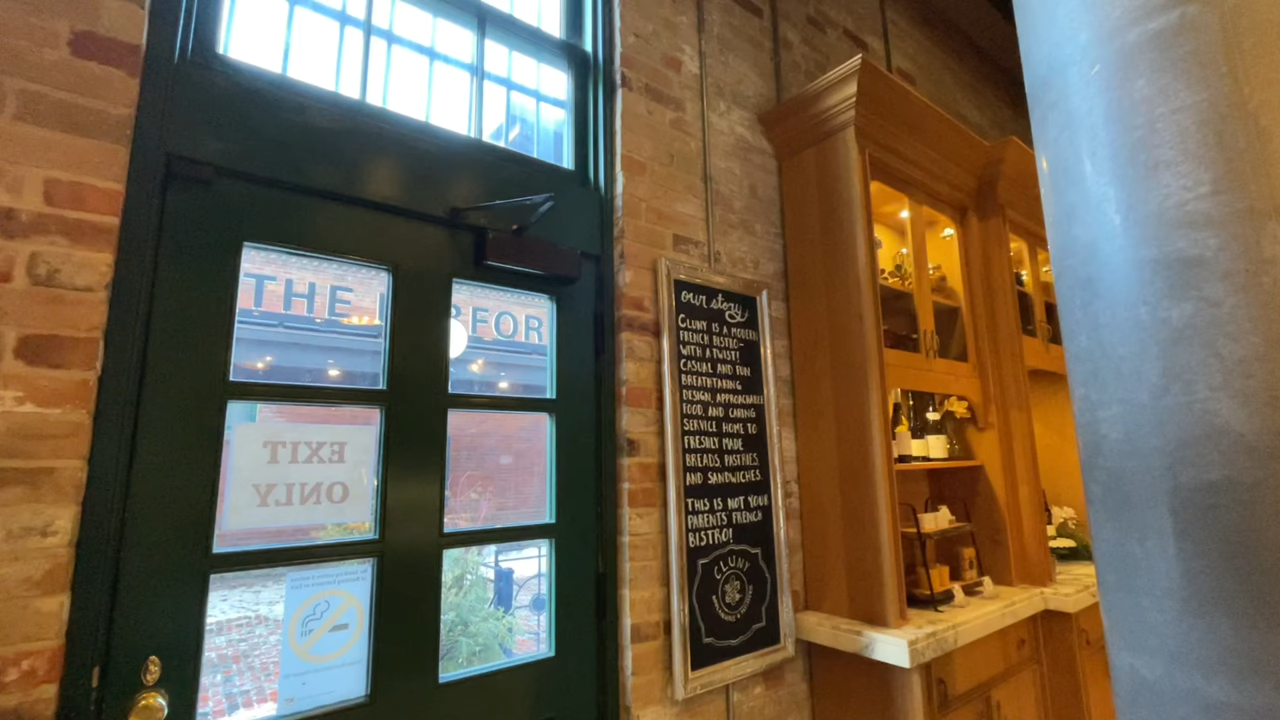 THE
FOR
EXIT
ONLY
our story
CLUNY IS A MODERN
FRENCH BISTRO-
WITH A TWIST!
CASUAL AND FUN
BREATHTAKING
DESIGN, APPROACHABLE
FOOD, AND CARING
SERVICE HOME TO
FRESHLY MADE
BREADS, PASTRIES,
AND SANDWICHES.
THIS IS NOT YOUR
PARENTS' FRENCH
BISTRO!
CLUNY